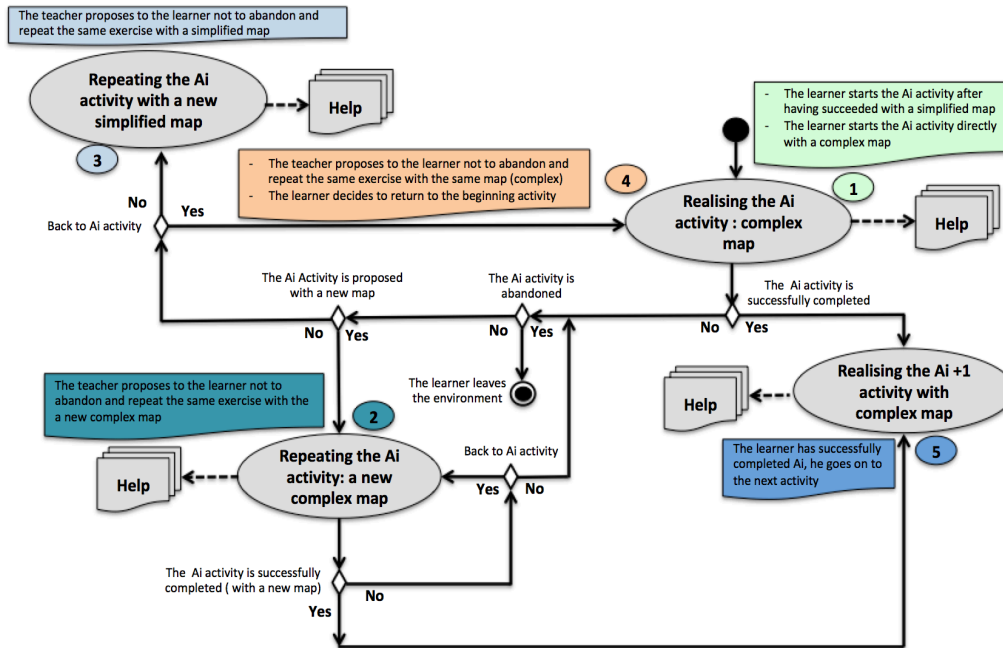 The teacher proposes to the learner not to abandon and
repeat the same exercise with a simplified map
Repeating the Ai
activity with a new
simplified map
Help
3
- The learner starts the Ai activity after
having succeeded with a simplified map
- The learner starts the Ai activity directly
with a complex map
- The teacher proposes to the learner not to abandon and
repeat the same exercise with the same map (complex)
- The learner decides to return to the beginning activity
4
1
Realising the Ai
activity : complex
map
Help
No
Yes
Back to Ai activity
The Ai Activity is proposed
with a new map
The Ai activity is
abandoned
The Ai activity is
successfully completed
No
Yes
No
Yes
No
Yes
The learner leaves
the environment
Realising the Ai +1
activity with
complex map
Help
The teacher proposes to the learner not to
abandon and repeat the same exercise with the
a new complex map
2
5
The learner has successfully
completed Ai, he goes on to
the next activity
Repeating the Ai
activity: a new
complex map
Help
Back to Ai activity
Yes
No
The Ai activity is successfully
completed ( with a new map)
No
Yes